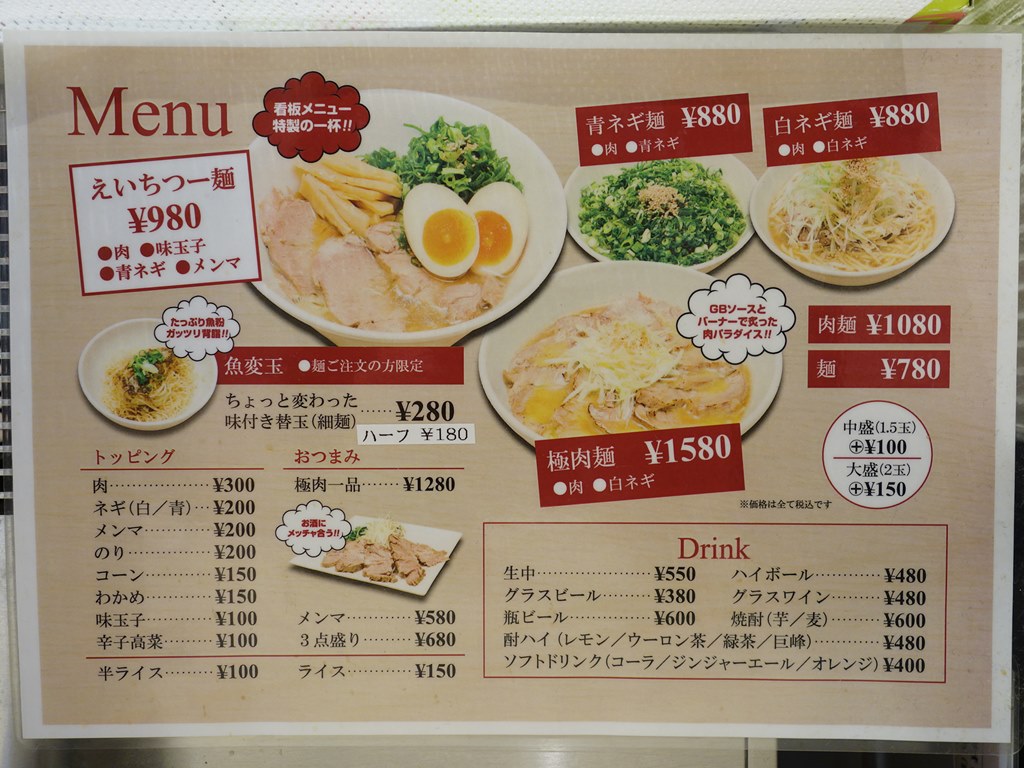 Menu
看板メニュー
特製の一杯!!
えいちつー麺
¥980
●肉 ●味玉子
●青ネギ ●メンマ
青ネギ麺 ¥880
●肉 ●青ネギ
白ネギ麺 ¥880
●肉 ●白ネギ
たっぷり魚粉
ガッツリ背脂!!
魚変玉 ●麺ご注文の方限定
ちょっと変わった
味付き替玉(細麺)……¥280
ハーフ ¥180
GBソースと
バーナーで炙った
肉パラダイス!!
極肉麺 ¥1580
●肉 ●白ネギ
肉麺 ¥1080
麺 ¥780
中盛(1.5玉)
⊕¥100
大盛(2玉)
⊕¥150
※価格は全て税込です
トッピング
肉………………¥300
ネギ(白/青)…¥200
メンマ…………¥200
のり……………¥200
コーン…………¥150
わかめ…………¥150
味玉子…………¥100
辛子高菜………¥100
半ライス………¥100
おつまみ
極肉一品……¥1280
お酒に
メッチャ合う!!
メンマ…………¥580
3点盛り………¥680
ライス…………¥150
Drink
生中…………………¥550
グラスビール………¥380
瓶ビール……………¥600
ハイボール…………¥480
グラスワイン………¥480
焼酎(芋/麦)………¥600
酎ハイ(レモン/ウーロン茶/緑茶/巨峰)…………¥480
ソフトドリンク(コーラ/ジンジャーエール/オレンジ)¥400